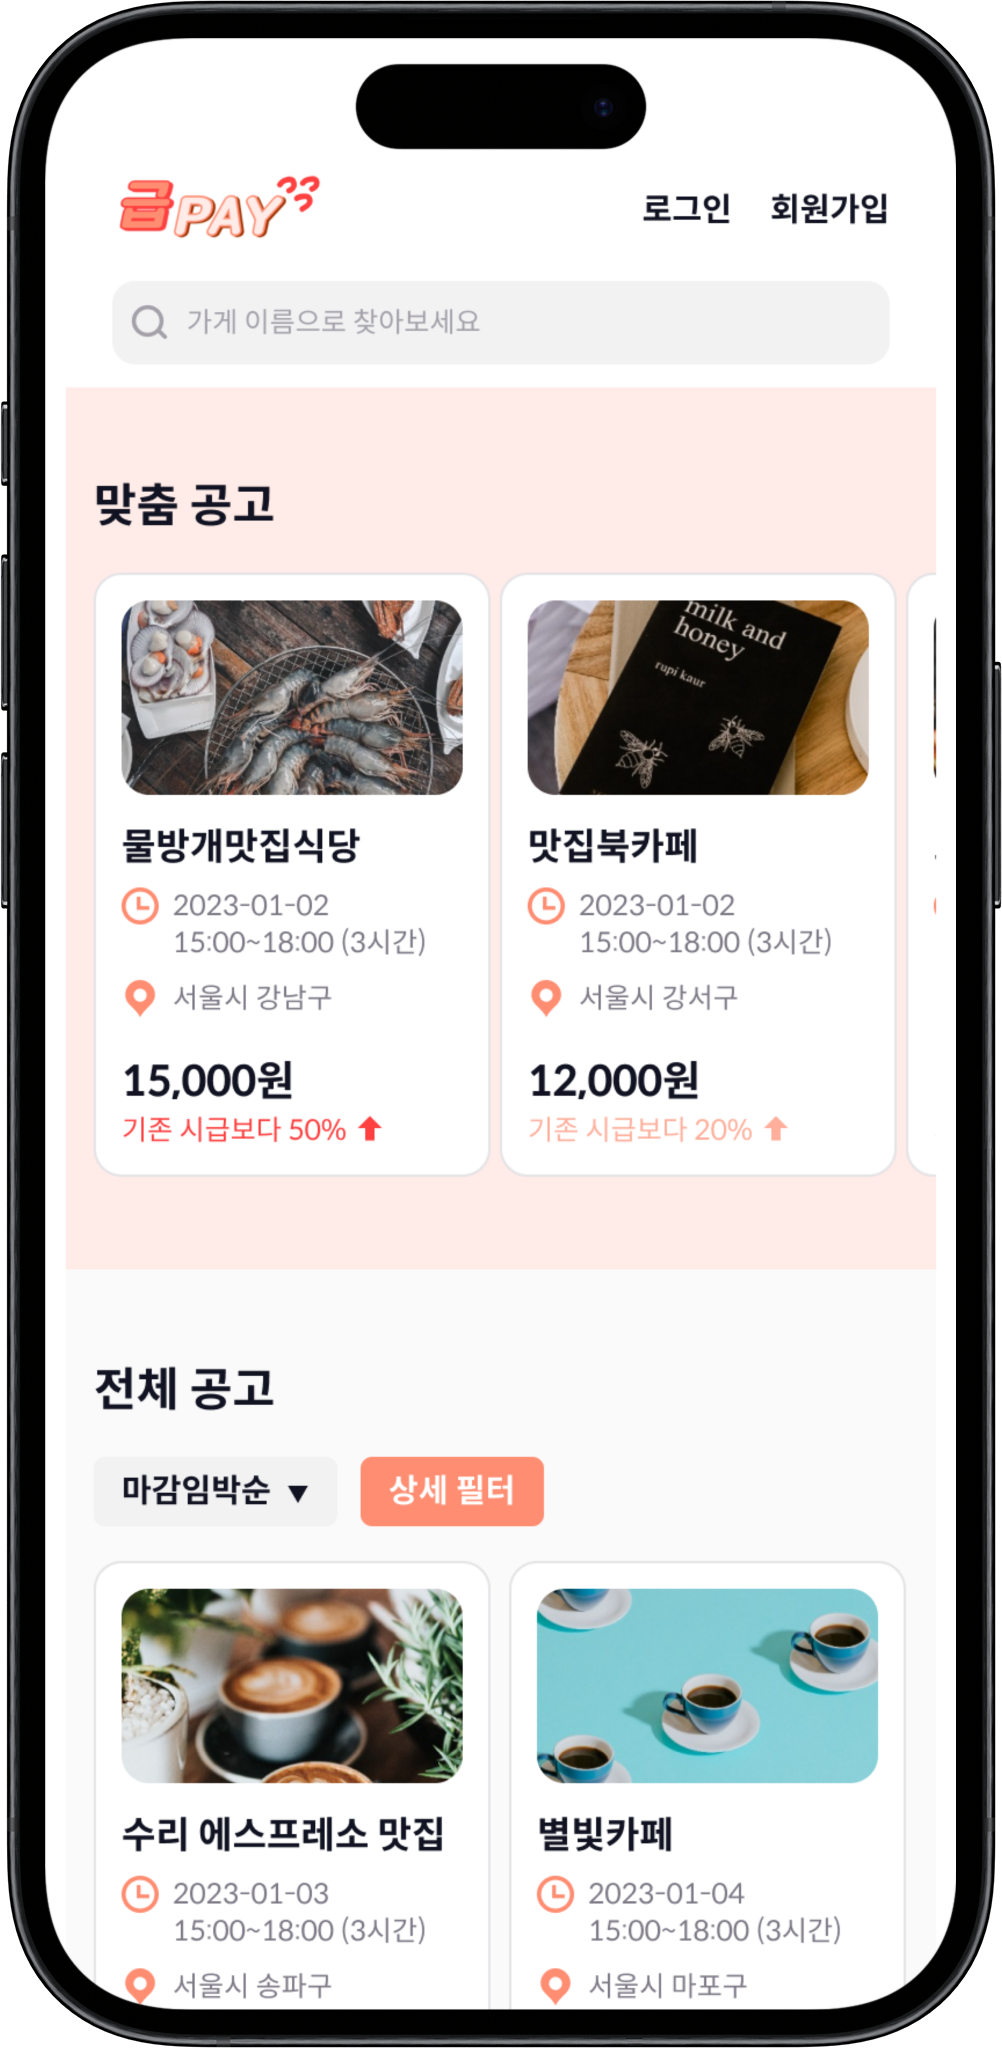 급PAY
로그인 회원가입
가게 이름으로 찾아보세요
맞춤 공고
milk and
honey
rupi kaur
물방개맛집식당
2023-01-02
15:00~18:00 (3시간)
서울시 강남구
15,000원
기존 시급보다 50%
맛집북카페
2023-01-02
15:00~18:00 (3시간)
서울시 강서구
12,000원
기존 시급보다 20%
전체 공고
마감임박순 ▼
상세 필터
수리 에스프레소 맛집
2023-01-03
15:00~18:00 (3시간)
서울시 송파구
별빛카페
2023-01-04
15:00~18:00 (3시간)
서울시 마포구